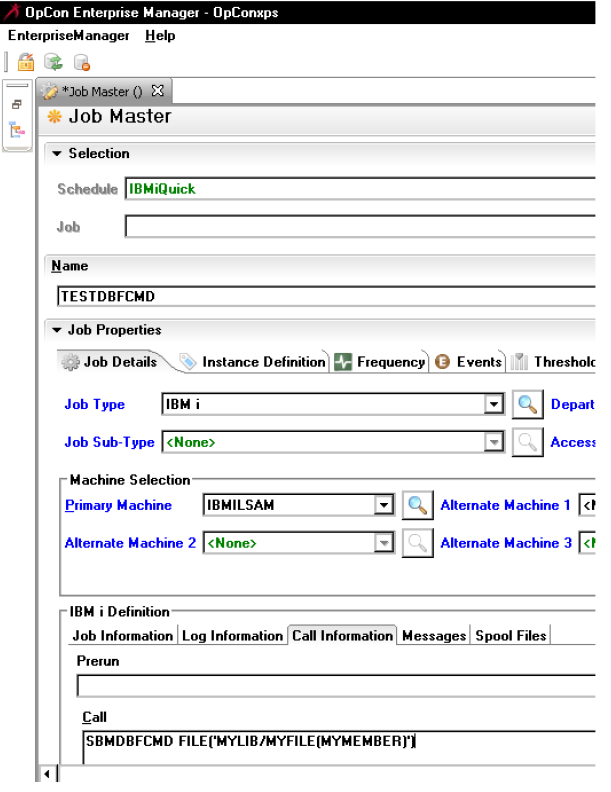 OpCon Enterprise Manager - OpConxps
EnterpriseManager Help
*Job Master ()
Job Master
Selection
Schedule IBMiQuick
Job
Name
TESTDBFCMD
Job Properties
Job Details Instance Definition Frequency Events Threshold
Job Type IBM i Depart
Job Sub-Type <None> Access
Machine Selection
Primary Machine IBMILSAM Alternate Machine 1 <N
Alternate Machine 2 <None> Alternate Machine 3 <N
IBM i Definition
Job Information Log Information Call Information Messages Spool Files
Prerun
Call
SBMDBFCMD FILE('MYLIB/MYFILE(MYMEMBER)')